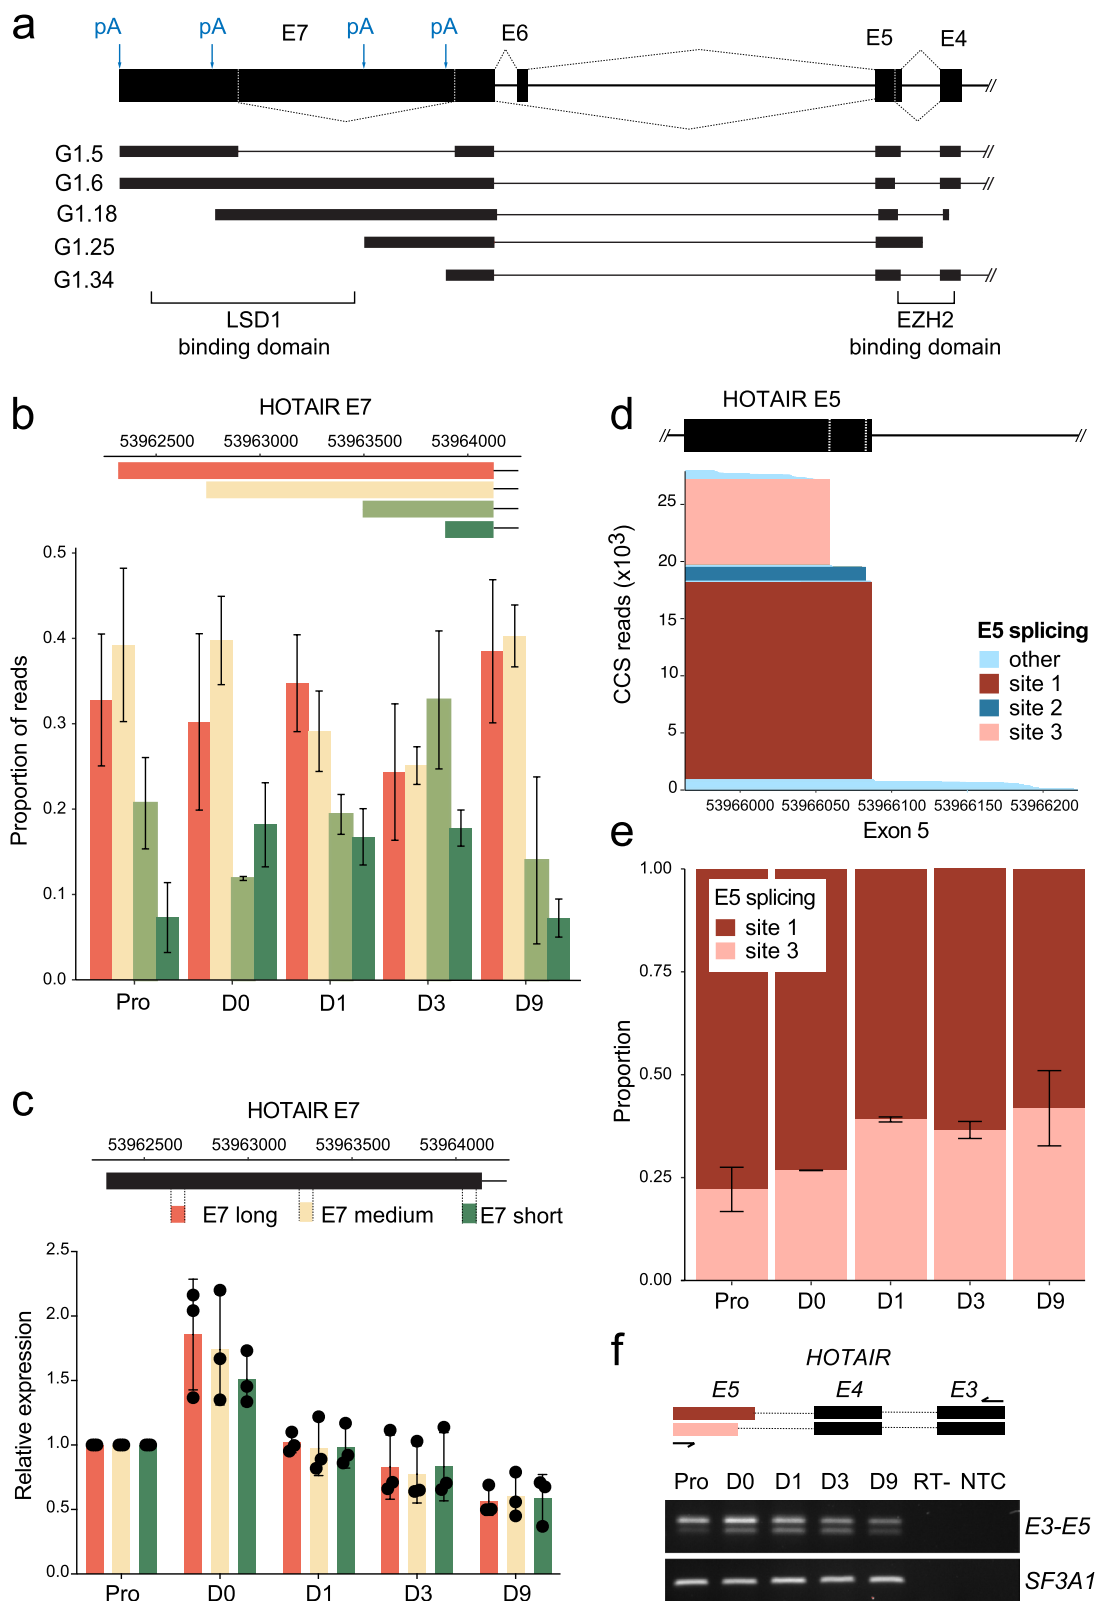 a
pA pA E7 pA pA E6 E5 E4
//
G1.5 //
G1.6 //
G1.18
G1.25
G1.34 //
LSD1
binding domain
EZH2
binding domain
b
HOTAIR E7
53962500 53963000 53963500 53964000
Proportion of reads
0.5
0.4
0.3
0.2
0.1
0.0
Pro D0 D1 D3 D9
c
HOTAIR E7
53962500 53963000 53963500 53964000
E7 long E7 medium E7 short
Relative expression
2.5
2.0
1.5
1.0
0.5
0.0
Pro D0 D1 D3 D9
d
HOTAIR E5
// //
CCS reads (x10³)
25
20
15
10
5
0
E5 splicing
other
site 1
site 2
site 3
53966000 53966050 53966100 53966150 53966200
Exon 5
e
Proportion
1.00
0.75
0.50
0.25
0.00
E5 splicing
site 1
site 3
Pro D0 D1 D3 D9
f
HOTAIR
E5 E4 E3
Pro D0 D1 D3 D9 RT- NTC
E3-E5
SF3A1